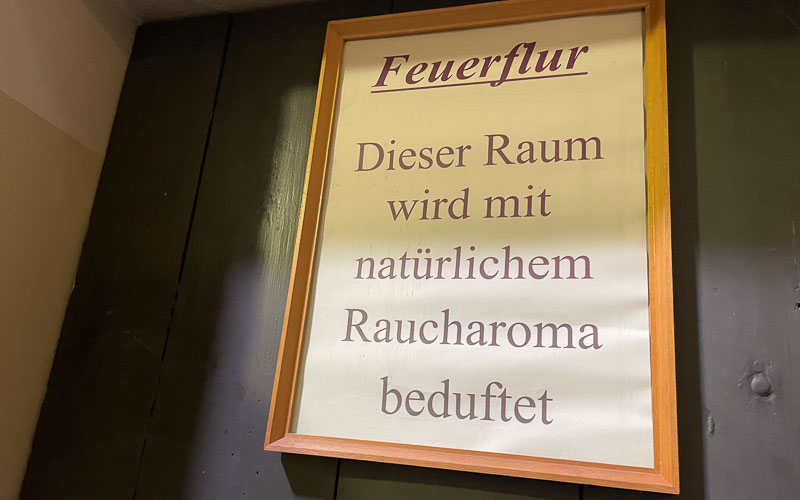 Feuerflur
Dieser Raum
wird mit
natürlichem
Raucharoma
beduftet